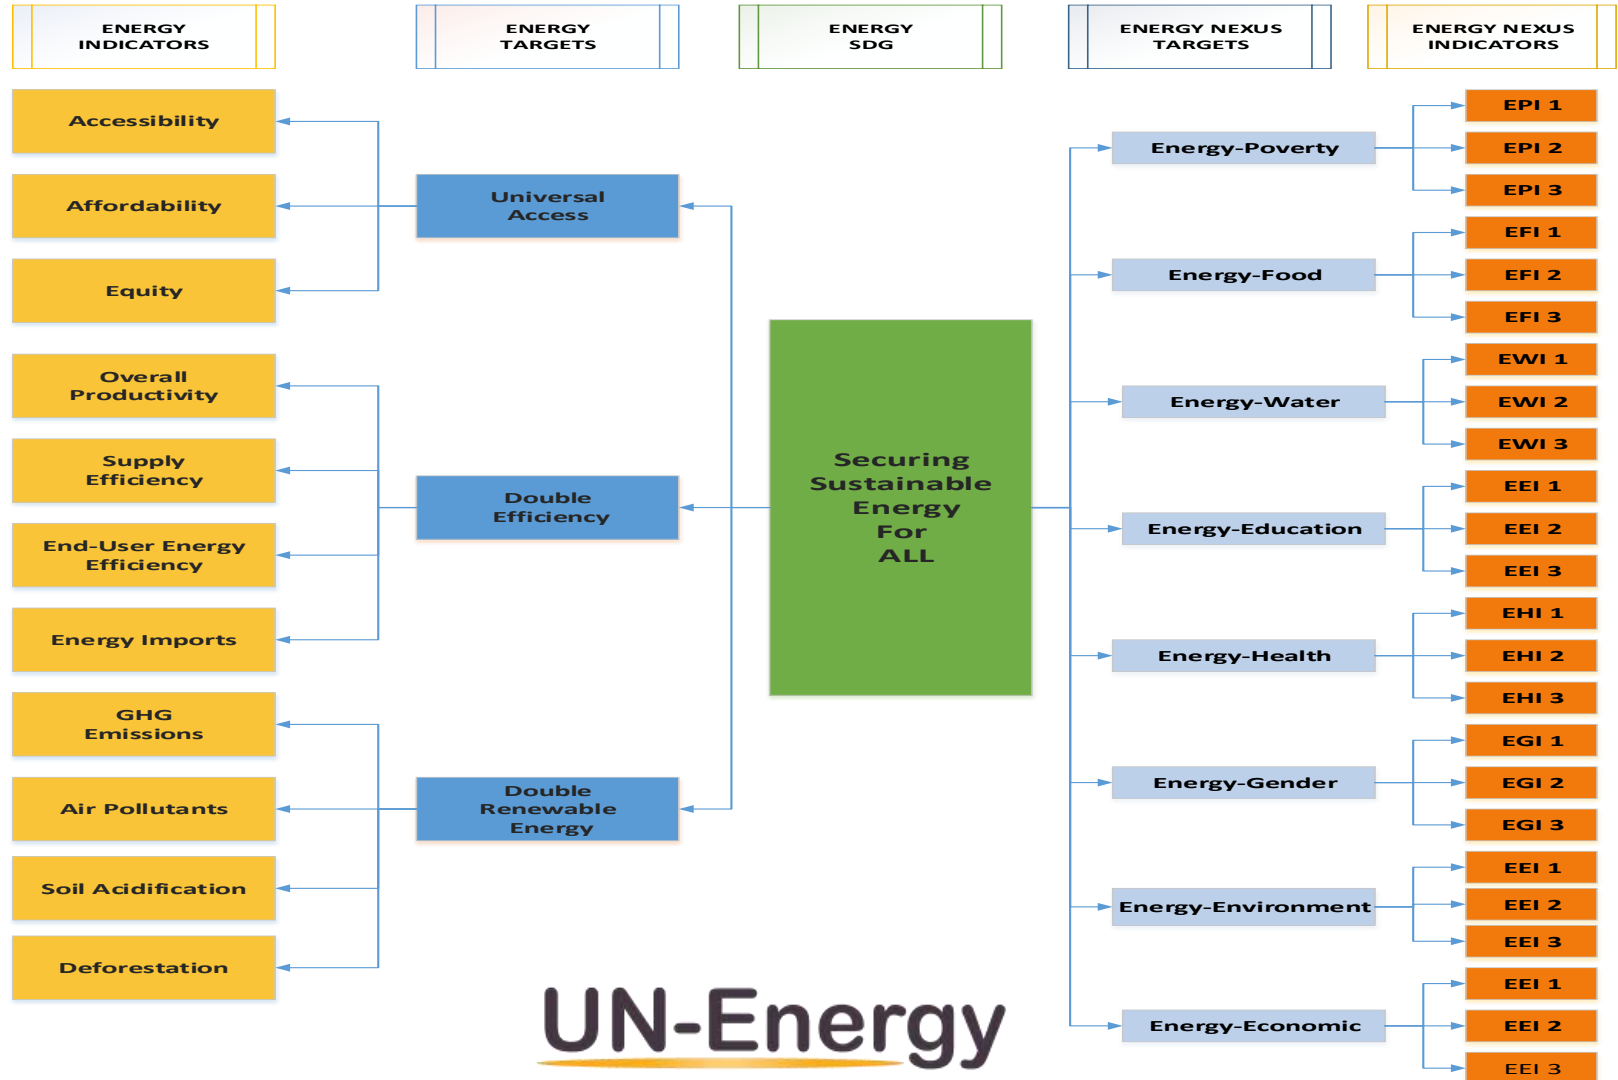 ENERGY
INDICATORS
ENERGY
TARGETS
ENERGY
SDG
ENERGY NEXUS
TARGETS
ENERGY NEXUS
INDICATORS
Accessibility
Affordability
Equity
Overall
Productivity
Supply
Efficiency
End-User Energy
Efficiency
Energy Imports
GHG
Emissions
Air Pollutants
Soil Acidification
Deforestation
Universal
Access
Double
Efficiency
Double
Renewable
Energy
Securing
Sustainable
Energy
For
ALL
Energy-Poverty
Energy-Food
Energy-Water
Energy-Education
Energy-Health
Energy-Gender
Energy-Environment
Energy-Economic
EPI 1
EPI 2
EPI 3
EFI 1
EFI 2
EFI 3
EWI 1
EWI 2
EWI 3
EEI 1
EEI 2
EEI 3
EHI 1
EHI 2
EHI 3
EGI 1
EGI 2
EGI 3
EEI 1
EEI 2
EEI 3
EEI 1
EEI 2
EEI 3
UN-Energy